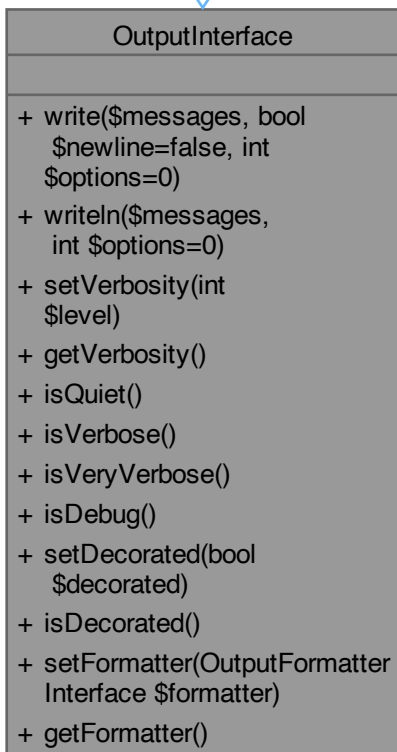 OutputInterface
+ write($messages, bool
$newline=false, int
$options=0)
+ writeln($messages,
int $options=0)
+ setVerbosity(int
$level)
+ getVerbosity()
+ isQuiet()
+ isVerbose()
+ isVeryVerbose()
+ isDebug()
+ setDecorated(bool
$decorated)
+ isDecorated()
+ setFormatter(OutputFormatter
Interface $formatter)
+ getFormatter()